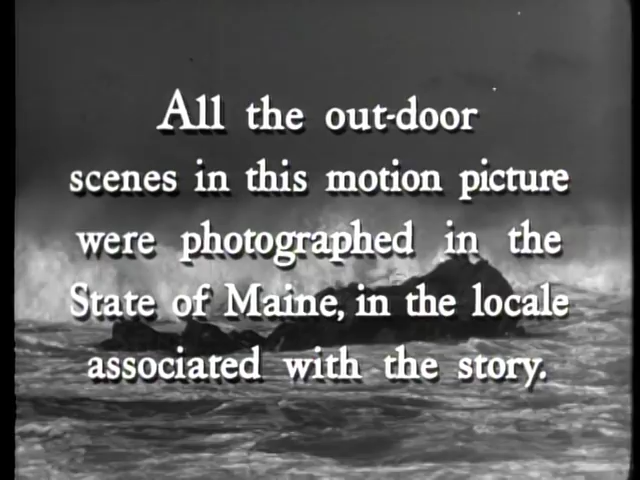 All the out-door
scenes in this motion picture
were photographed in the
State of Maine, in the locale
associated with the story.